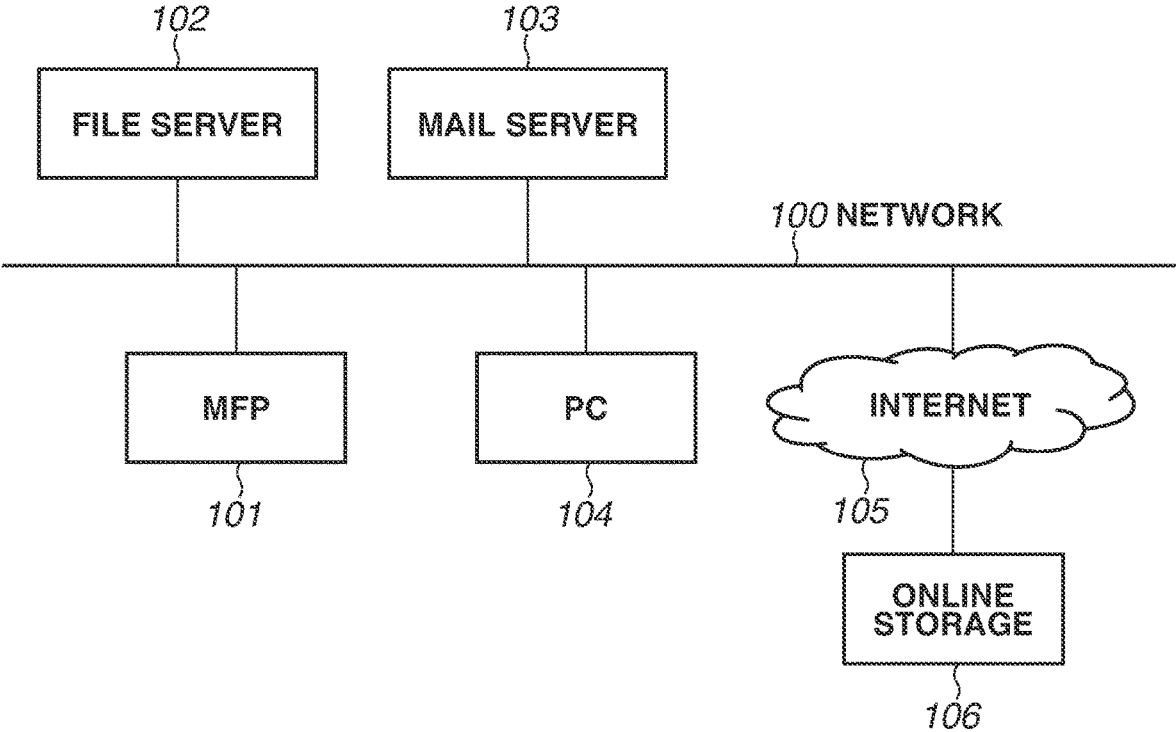 102
103
FILE SERVER
MAIL SERVER
100 NETWORK
MFP
PC
INTERNET
101
104
105
ONLINE
STORAGE
106